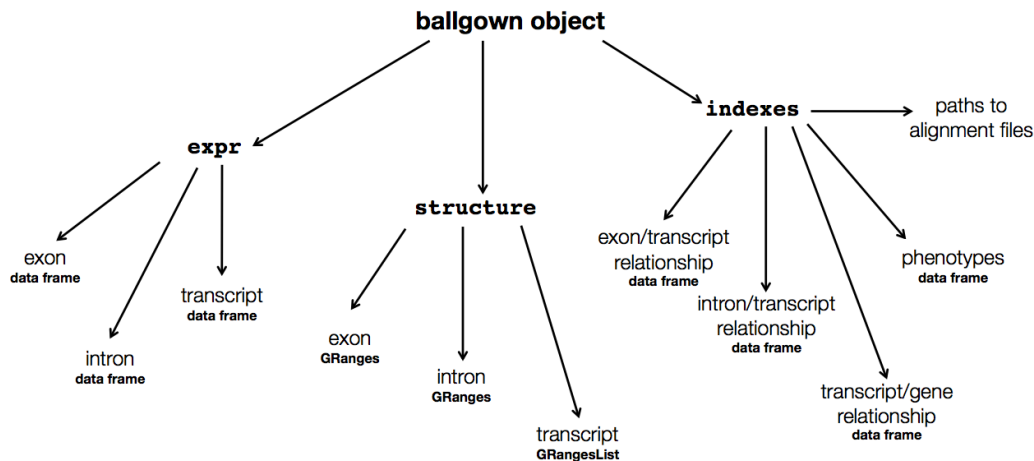 ballgown object
expr
exon
data frame
intron
data frame
transcript
data frame
structure
exon
GRanges
intron
GRanges
transcript
GRangesList
indexes
exon/transcript
relationship
data frame
intron/transcript
relationship
data frame
transcript/gene
relationship
data frame
phenotypes
data frame
paths to
alignment files